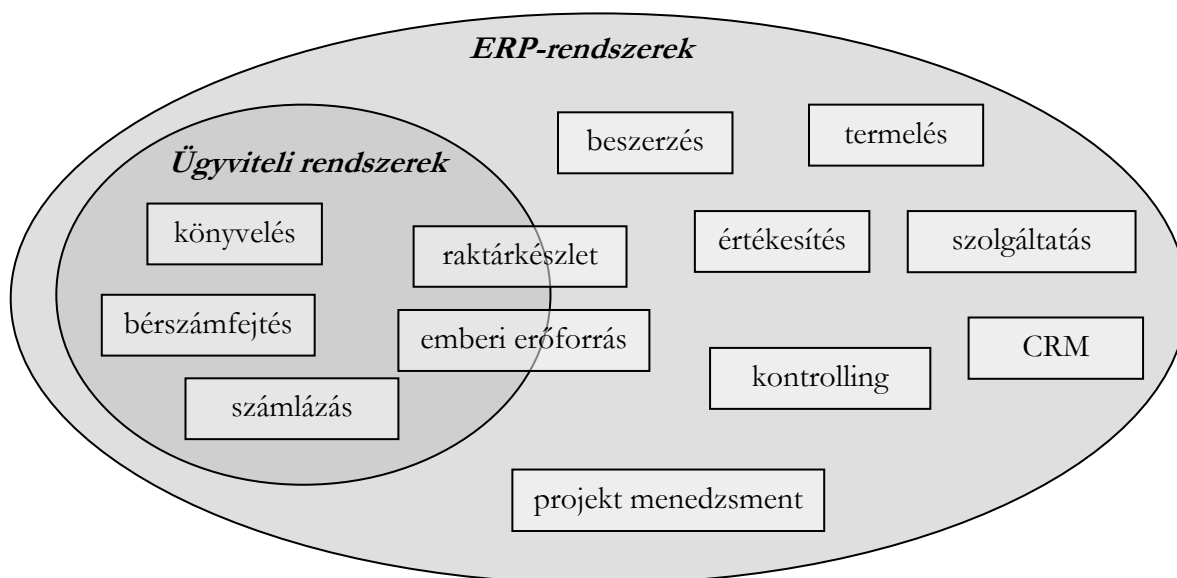 ERP-rendszerek
beszerzés
termelés
Ügyviteli rendszerek
könyvelés
raktárkészlet
értékesítés
szolgáltatás
bérszámfejtés
emberi erőforrás
CRM
kontrolling
számlázás
projekt menedzsment